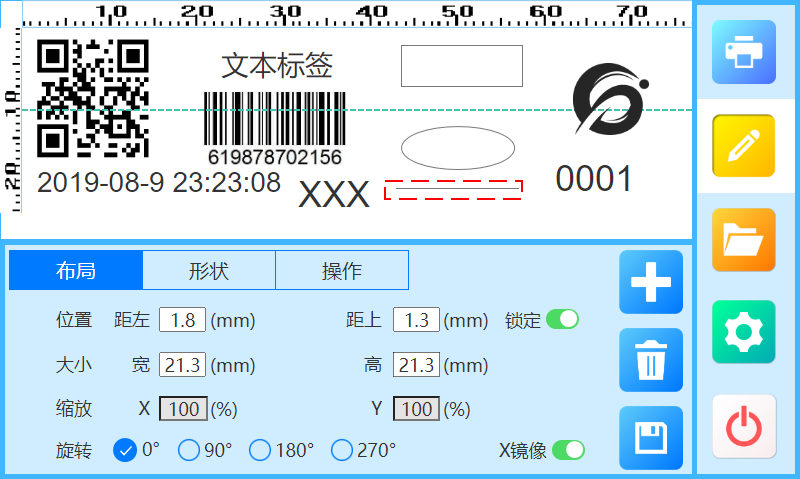 1,0 2,0 3,0 4,0 5,0 6,0 7,0
1,0
2,0
文本标签
619878702156
2019-08-9 23:23:08
XXX
0001
布局 形状 操作
位置 距左 1.8 (mm) 距上 1.3 (mm) 锁定
大小 宽 21.3 (mm) 高 21.3 (mm)
缩放 X 100 (%) Y 100 (%)
旋转 0° 90° 180° 270° X镜像